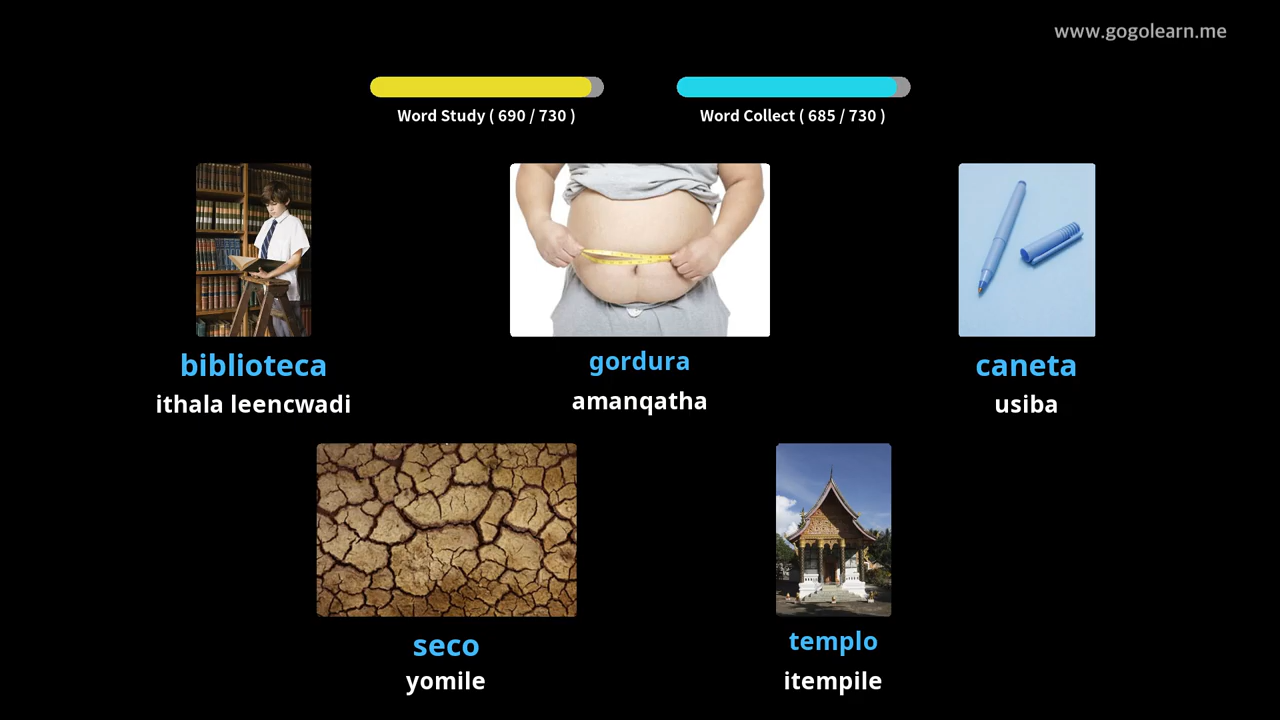 www.gogolearn.me
Word Study ( 690 / 730 )
Word Collect ( 685 / 730 )
biblioteca
ithala leencwadi
gordura
amanqatha
caneta
usiba
seco
yomile
templo
itempile